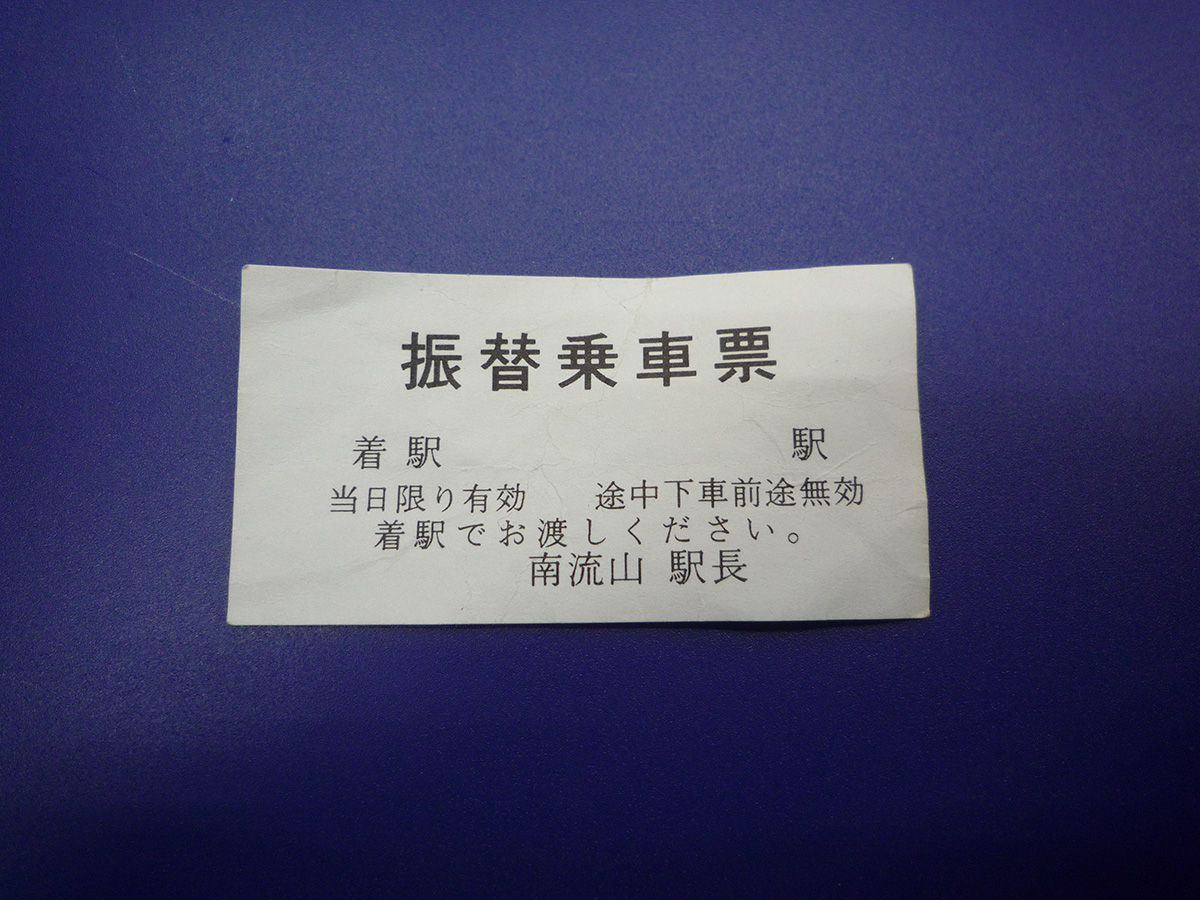 振替乗車票
着駅 駅
当日限り有効 途中下車前途無効
着駅でお渡しください。
南流山 駅長